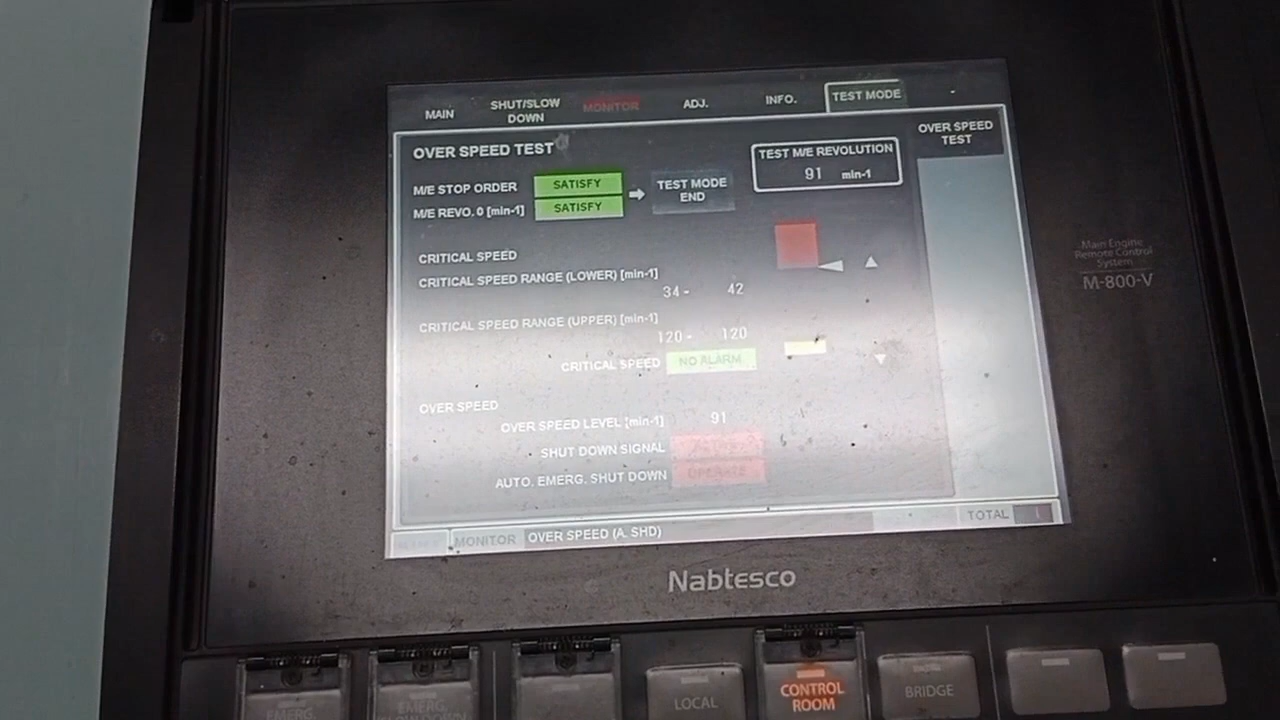 MAIN
SHUT/SLOW
DOWN
MONITOR
ADJ.
INFO.
TEST MODE
-
OVER SPEED TEST
OVER SPEED
TEST
TEST M/E REVOLUTION
91 min-1
M/E STOP ORDER SATISFY
M/E REVO. 0 [min-1] SATISFY
TEST MODE
END
CRITICAL SPEED
CRITICAL SPEED RANGE (LOWER) [min-1]
34 - 42
CRITICAL SPEED RANGE (UPPER) [min-1]
120 - 120
CRITICAL SPEED NO ALARM
OVER SPEED
OVER SPEED LEVEL [min-1] 91
SHUT DOWN SIGNAL
AUTO. EMERG. SHUT DOWN OPERATE
MONITOR OVER SPEED (A. SHD)
TOTAL 1
Main Engine
Remote Control
System
M-800-V
Nabtesco
EMERG.
EMERG.
LOCAL
CONTROL
ROOM
BRIDGE